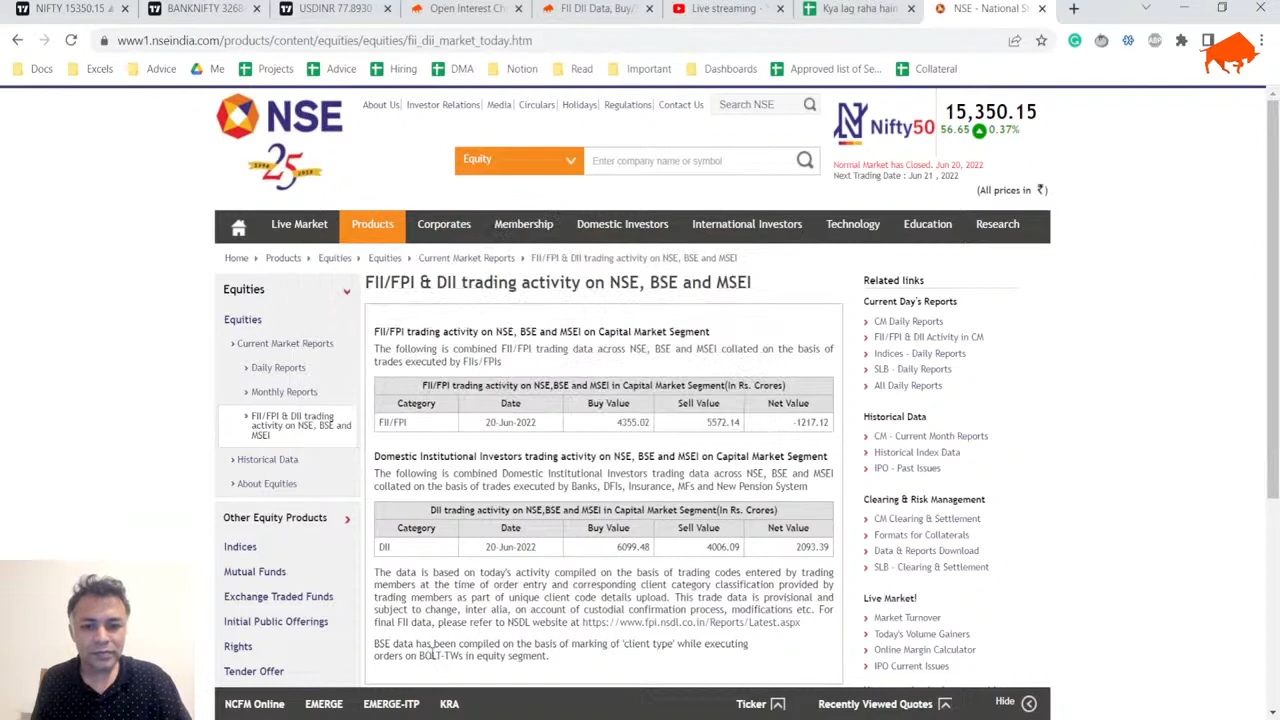 NIFTY 15350.15
BANKNIFTY 3268
USDINR 77.8930
Open Interest Ch
FII DII Data, Buy/S
Live streaming - N
Kya lag raha hain
NSE - National St
www1.nseindia.com/products/content/equities/equities/fii_dii_market_today.htm
Docs
Excels
Advice
Me
Projects
Advice
Hiring
DMA
Notion
Read
Important
Dashboards
Approved list of Se...
Collateral
NSE
25
About Us| Investor Relations| Media| Circulars| Holidays| Regulations| Contact Us
Search NSE
Nifty50
15,350.15
56.65 0.37%
Equity
Enter company name or symbol
Normal Market has Closed. Jun 20, 2022
Next Trading Date : Jun 21 , 2022
(All prices in ₹)
Live Market
Products
Corporates
Membership
Domestic Investors
International Investors
Technology
Education
Research
Home
Products
Equities
Equities
Current Market Reports
FII/FPI & DII trading activity on NSE, BSE and MSEI
Equities
Equities
Current Market Reports
Daily Reports
Monthly Reports
FII/FPI & DII trading
activity on NSE, BSE and
MSEI
Historical Data
About Equities
Other Equity Products
Indices
Mutual Funds
Exchange Traded Funds
Initial Public Offerings
Rights
Tender Offer
FII/FPI & DII trading activity on NSE, BSE and MSEI
FII/FPI trading activity on NSE, BSE and MSEI on Capital Market Segment
The following is combined FII/FPI trading data across NSE, BSE and MSEI collated on the basis of
trades executed by FIIs/FPIs
FII/FPI trading activity on NSE,BSE and MSEI in Capital Market Segment(In Rs. Crores)
Category Date Buy Value Sell Value Net Value
FII/FPI 20-Jun-2022 4355.02 5572.14 -1217.12
Domestic Institutional Investors trading activity on NSE, BSE and MSEI on Capital Market Segment
The following is combined Domestic Institutional Investors trading data across NSE, BSE and MSEI
collated on the basis of trades executed by Banks, DFIs, Insurance, MFs and New Pension System
DII trading activity on NSE,BSE and MSEI in Capital Market Segment(In Rs. Crores)
Category Date Buy Value Sell Value Net Value
DII 20-Jun-2022 6099.48 4006.09 2093.39
The data is based on today's activity compiled on the basis of trading codes entered by trading
members at the time of order entry and corresponding client category classification provided by
trading members as part of unique client code details upload. This trade data is provisional and
subject to change, inter alia, on account of custodial confirmation process, modifications etc. For
final FII data, please refer to NSDL website at https://www.fpi.nsdl.co.in/Reports/Latest.aspx
BSE data has been compiled on the basis of marking of 'client type' while executing
orders on BOLT-TWs in equity segment.
Related links
Current Day's Reports
CM Daily Reports
FII/FPI & DII Activity in CM
Indices - Daily Reports
SLB - Daily Reports
All Daily Reports
Historical Data
CM - Current Month Reports
Historical Index Data
IPO - Past Issues
Clearing & Risk Management
CM Clearing & Settlement
Formats for Collaterals
Data & Reports Download
SLB - Clearing & Settlement
Live Market!
Market Turnover
Today's Volume Gainers
Online Margin Calculator
IPO Current Issues
NCFM Online
EMERGE
EMERGE-ITP
KRA
Ticker
Recently Viewed Quotes
Hide